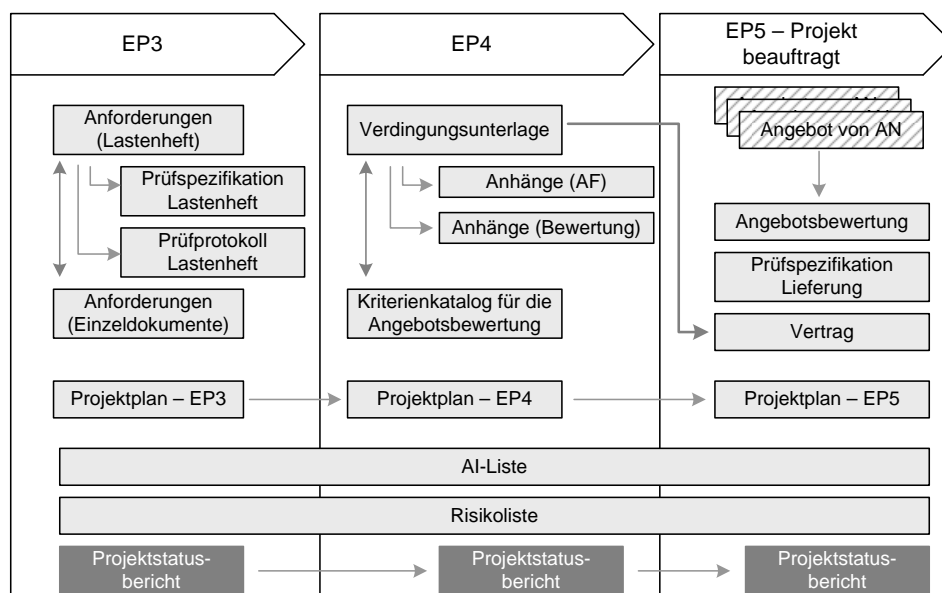 EP3
EP4
EP5 – Projekt
beauftragt
Anforderungen
(Lastenheft)
Prüfspezifikation
Lastenheft
Prüfprotokoll
Lastenheft
Anforderungen
(Einzeldokumente)
Verdingungsunterlage
Anhänge (AF)
Anhänge (Bewertung)
Kriterienkatalog für die
Angebotsbewertung
Angebot von AN
Angebotsbewertung
Prüfspezifikation
Lieferung
Vertrag
Projektplan – EP3
Projektplan – EP4
Projektplan – EP5
AI-Liste
Risikoliste
Projektstatus-
bericht
Projektstatus-
bericht
Projektstatus-
bericht